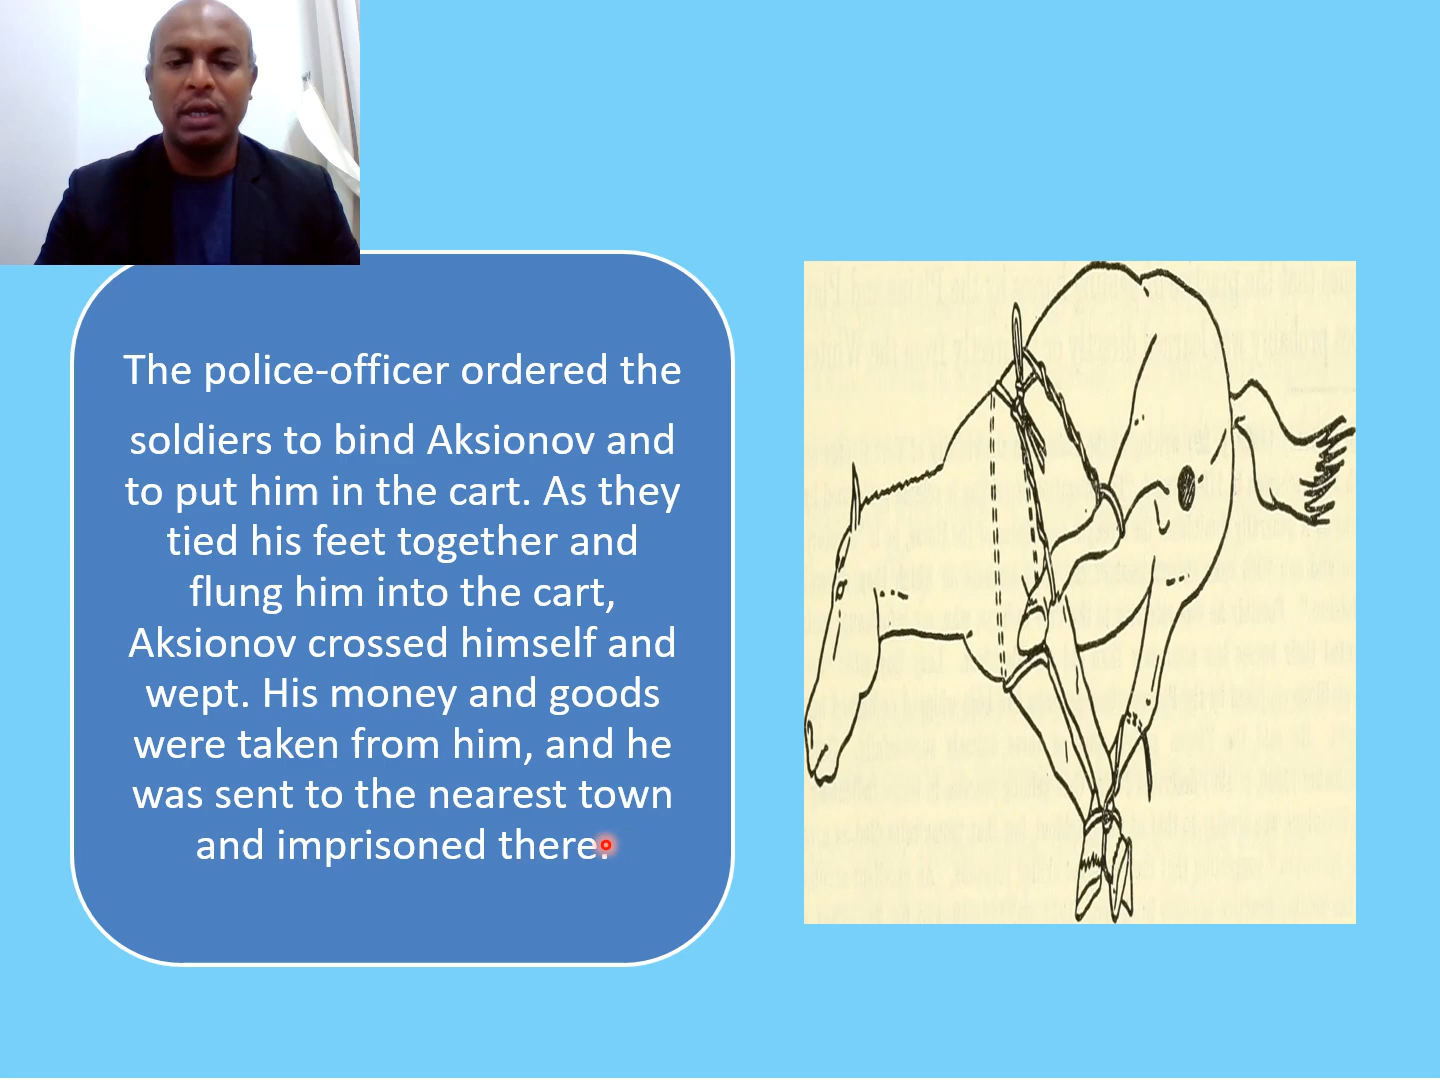 The police-officer ordered the
soldiers to bind Aksionov and
to put him in the cart. As they
tied his feet together and
flung him into the cart,
Aksionov crossed himself and
wept. His money and goods
were taken from him, and he
was sent to the nearest town
and imprisoned there.